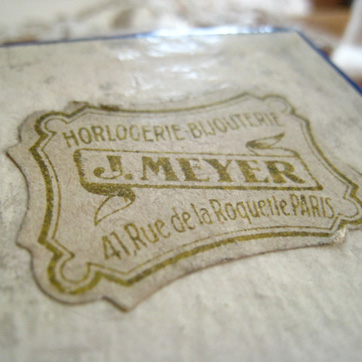 HORLOGERIE-BIJOUTERIE
J. MEYER
41, Rue de la Roquette PARIS